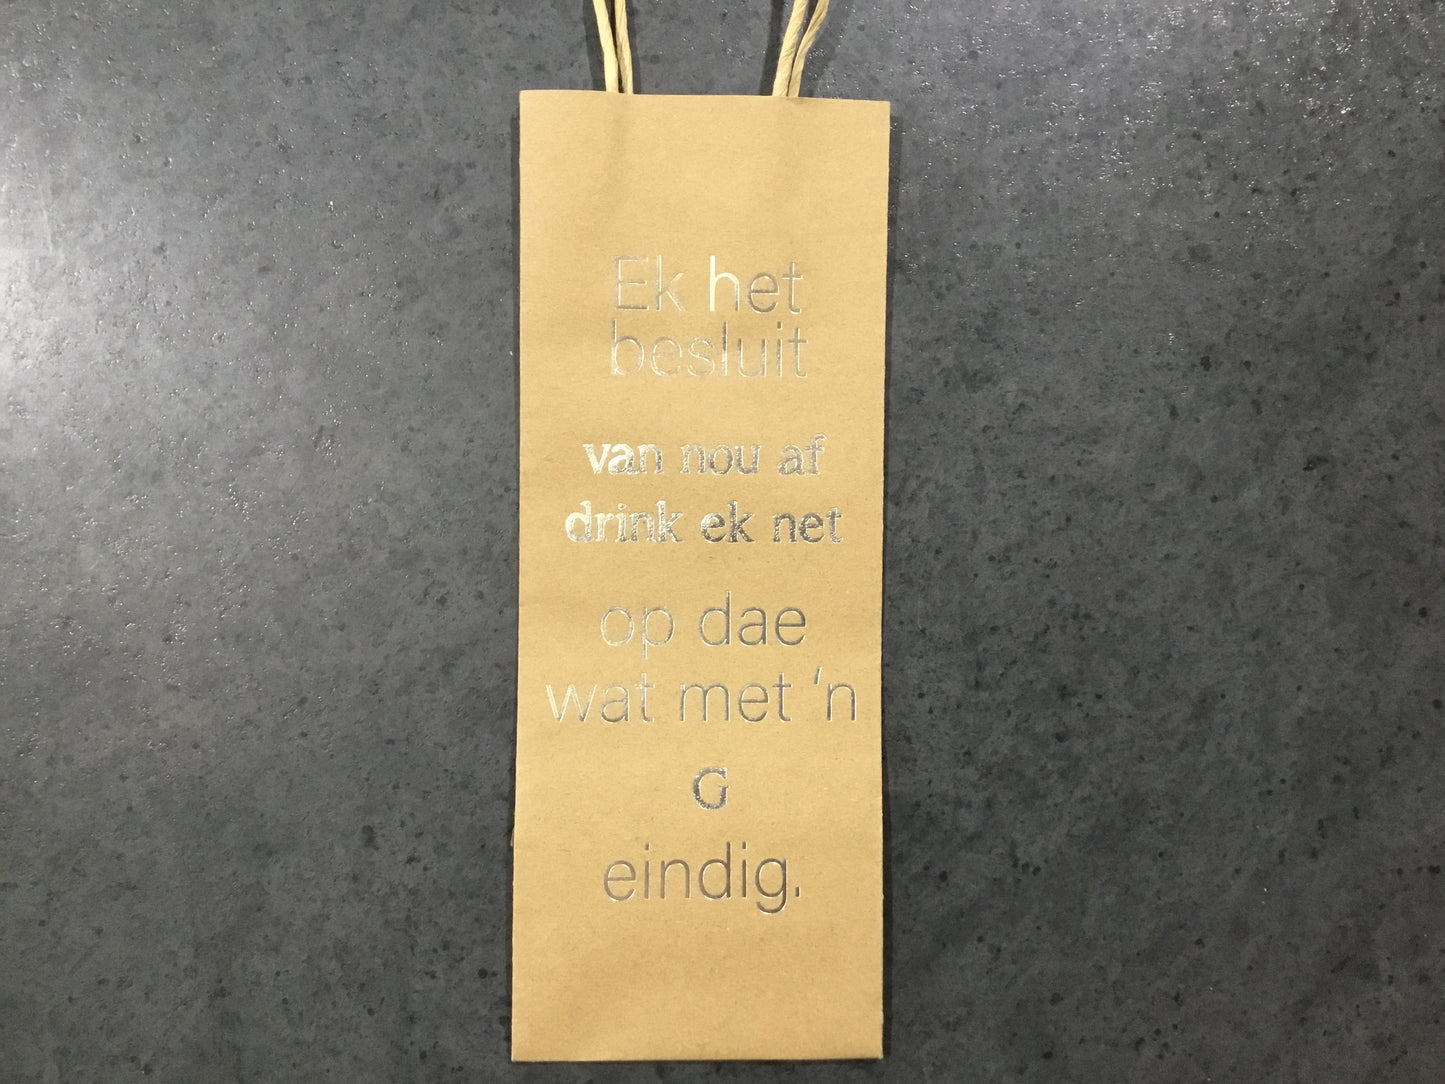 Ek het
besluit
van nou af
drink ek net
op dae
wat met 'n
G
eindig.